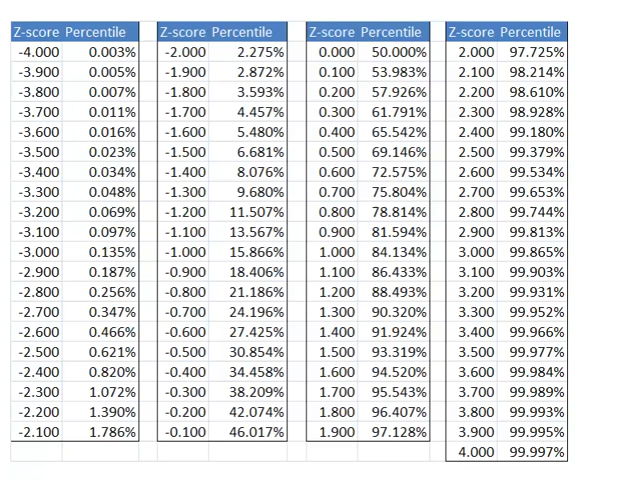 Z-score Percentile Z-score Percentile Z-score Percentile Z-score Percentile
-4.000 0.003% -2.000 2.275% 0.000 50.000% 2.000 97.725%
-3.900 0.005% -1.900 2.872% 0.100 53.983% 2.100 98.214%
-3.800 0.007% -1.800 3.593% 0.200 57.926% 2.200 98.610%
-3.700 0.011% -1.700 4.457% 0.300 61.791% 2.300 98.928%
-3.600 0.016% -1.600 5.480% 0.400 65.542% 2.400 99.180%
-3.500 0.023% -1.500 6.681% 0.500 69.146% 2.500 99.379%
-3.400 0.034% -1.400 8.076% 0.600 72.575% 2.600 99.534%
-3.300 0.048% -1.300 9.680% 0.700 75.804% 2.700 99.653%
-3.200 0.069% -1.200 11.507% 0.800 78.814% 2.800 99.744%
-3.100 0.097% -1.100 13.567% 0.900 81.594% 2.900 99.813%
-3.000 0.135% -1.000 15.866% 1.000 84.134% 3.000 99.865%
-2.900 0.187% -0.900 18.406% 1.100 86.433% 3.100 99.903%
-2.800 0.256% -0.800 21.186% 1.200 88.493% 3.200 99.931%
-2.700 0.347% -0.700 24.196% 1.300 90.320% 3.300 99.952%
-2.600 0.466% -0.600 27.425% 1.400 91.924% 3.400 99.966%
-2.500 0.621% -0.500 30.854% 1.500 93.319% 3.500 99.977%
-2.400 0.820% -0.400 34.458% 1.600 94.520% 3.600 99.984%
-2.300 1.072% -0.300 38.209% 1.700 95.543% 3.700 99.989%
-2.200 1.390% -0.200 42.074% 1.800 96.407% 3.800 99.993%
-2.100 1.786% -0.100 46.017% 1.900 97.128% 3.900 99.995%
4.000 99.997%